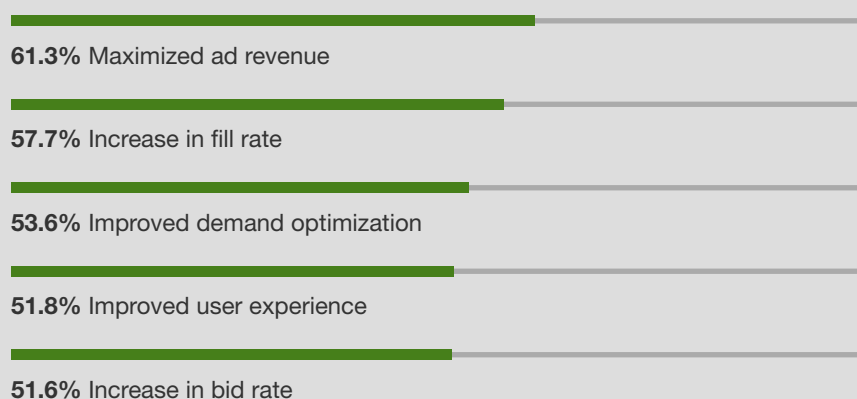 61.3% Maximized ad revenue
57.7% Increase in fill rate
53.6% Improved demand optimization
51.8% Improved user experience
51.6% Increase in bid rate